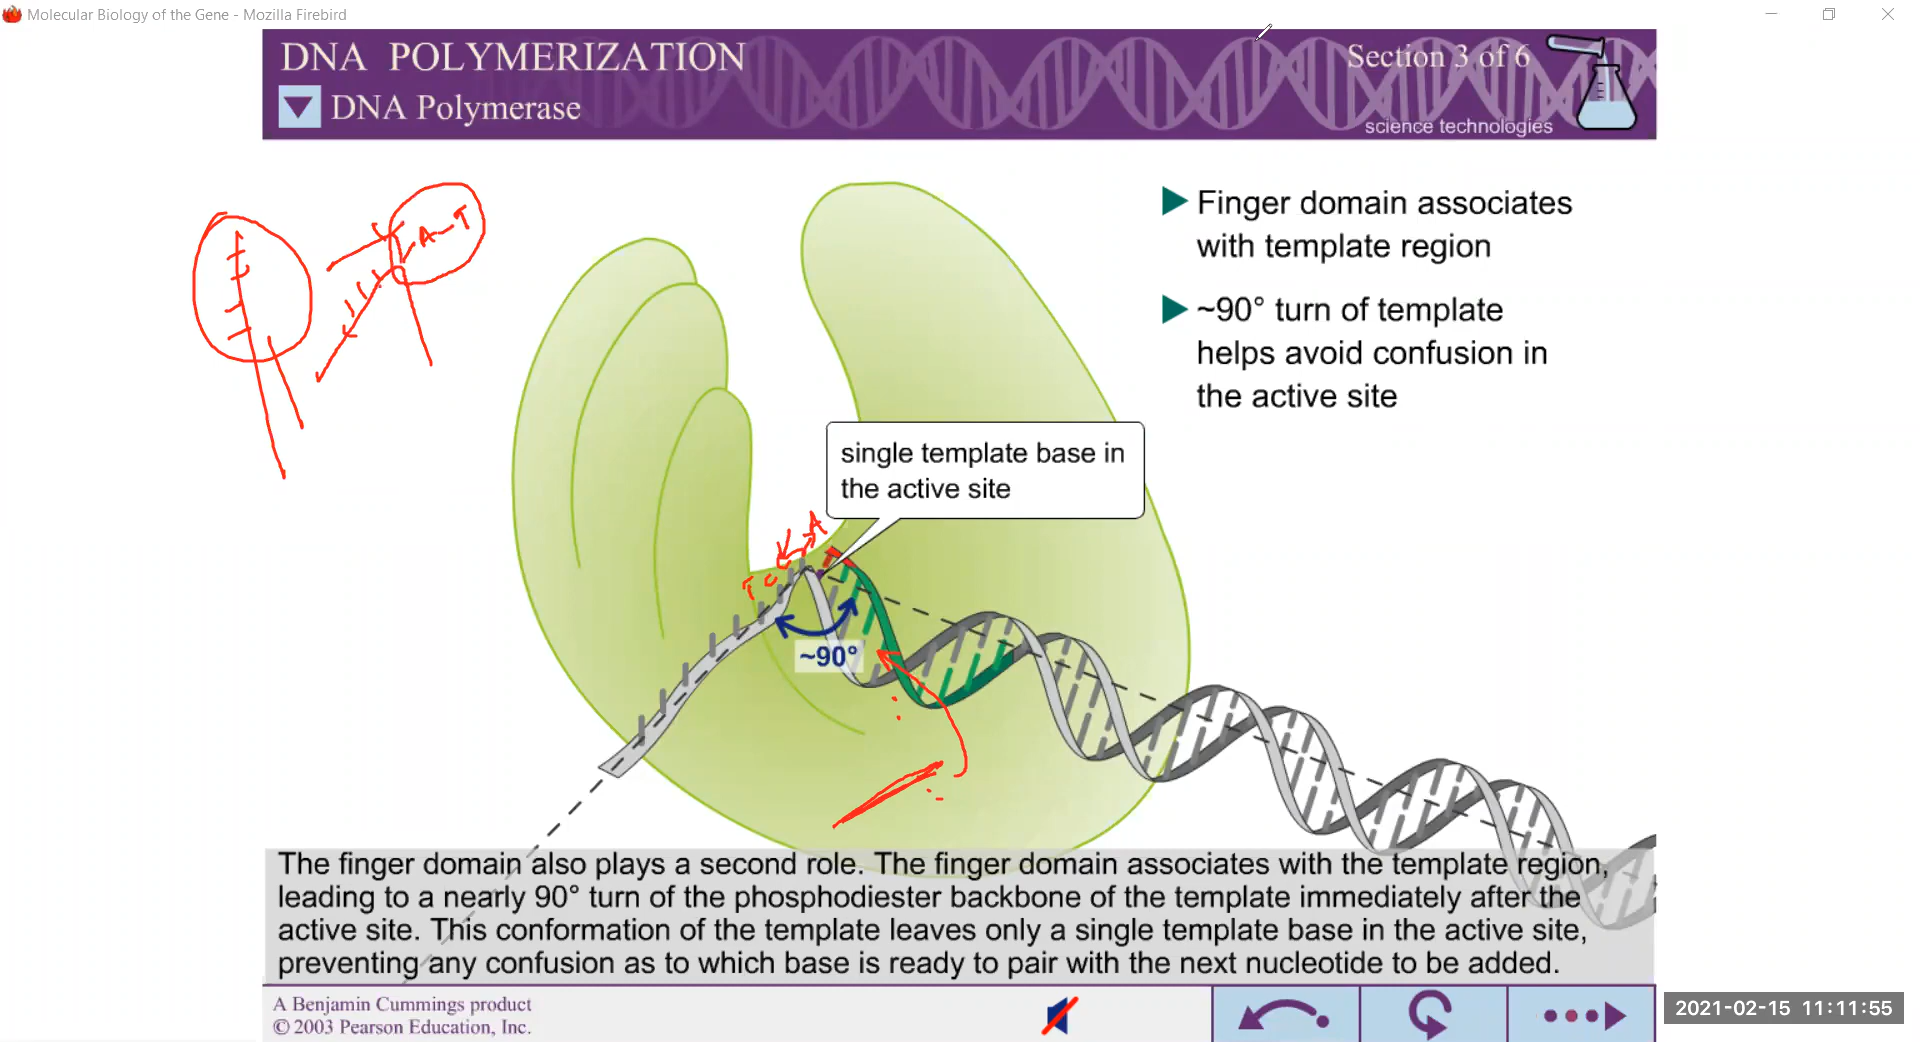 Molecular Biology of the Gene - Mozilla Firebird
DNA POLYMERIZATION
Section 3 of 6
DNA Polymerase
science technologies
Finger domain associates
with template region
~90° turn of template
helps avoid confusion in
the active site
A-T
single template base in
the active site
A
T C
~90°
The finger domain also plays a second role. The finger domain associates with the template region,
leading to a nearly 90° turn of the phosphodiester backbone of the template immediately after the
active site. This conformation of the template leaves only a single template base in the active site,
preventing any confusion as to which base is ready to pair with the next nucleotide to be added.
A Benjamin Cummings product
© 2003 Pearson Education, Inc.
2021-02-15 11:11:55